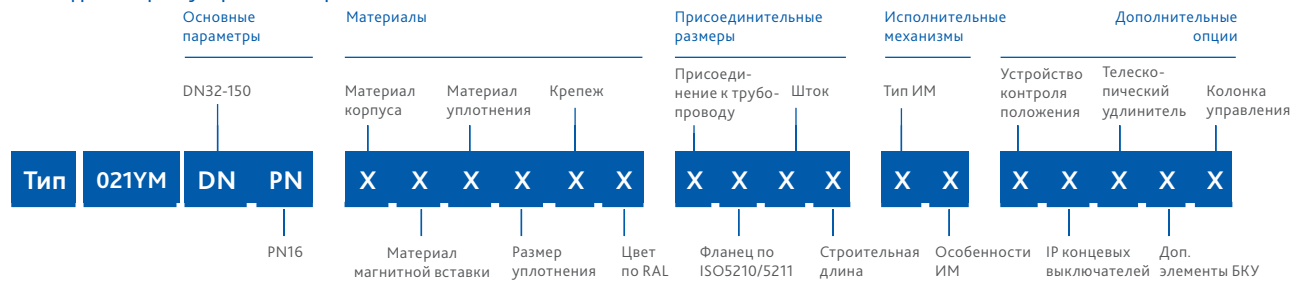 Основные
параметры
Материалы
Присоединительные
размеры
Исполнительные
механизмы
Дополнительные
опции
DN32-150
Материал
корпуса
Материал
уплотнения
Крепеж
Присоеди-
нение к трубо-
проводу
Шток
Тип ИМ
Устройство
контроля
положения
Телеско-
пический
удлинитель
Колонка
управления
Тип 021YM DN PN X X X X X X X X X X X X X X X X X
PN16
Материал
магнитной вставки
Размер
уплотнения
Цвет
по RAL
Фланец по
ISO5210/5211
Строительная
длина
Особенности
ИМ
IP концевых
выключателей
Доп.
элементы БКУ